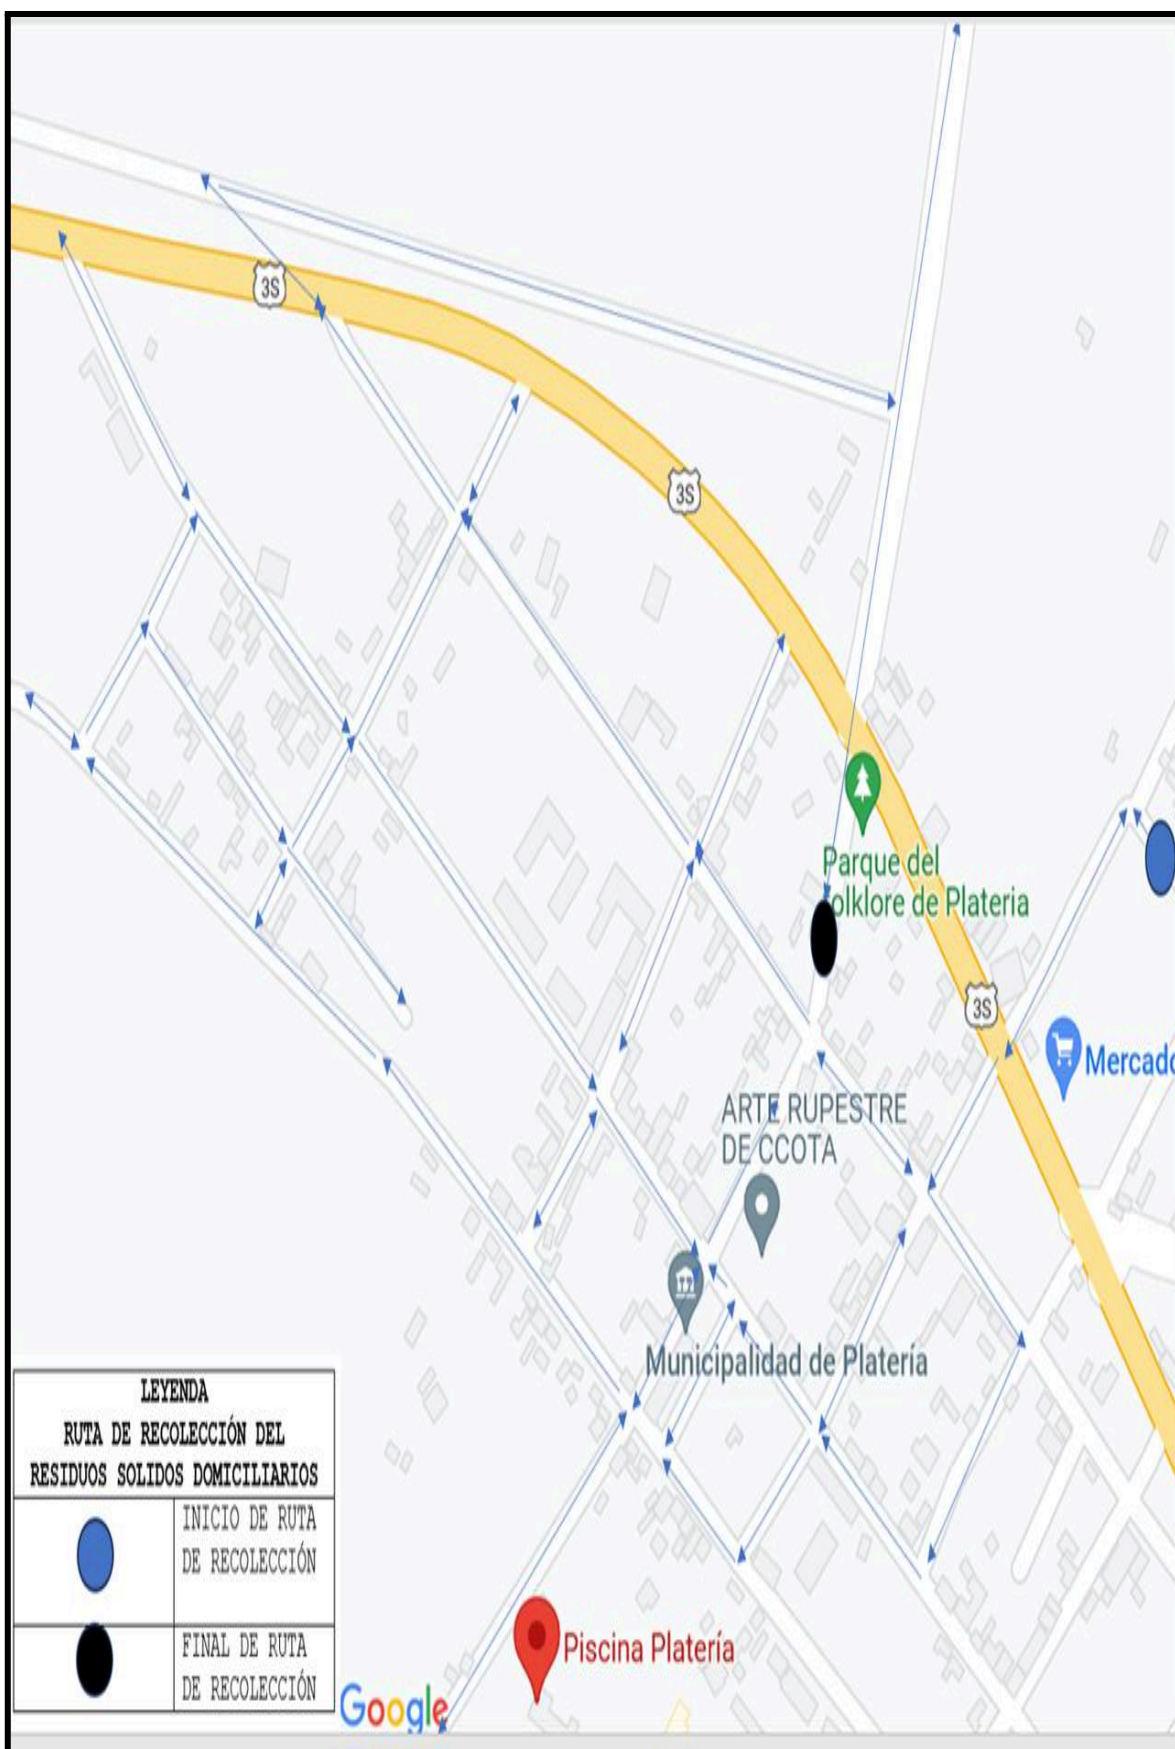 3S
3S
Parque del
olklore de Plateria
3S
Mercado
ARTE RUPESTRE
DE CCOTA
Municipalidad de Platería
LEYENDA
RUTA DE RECOLECCIÓN DEL
RESIDUOS SOLIDOS DOMICILIARIOS
INICIO DE RUTA
DE RECOLECCIÓN
FINAL DE RUTA
DE RECOLECCIÓN
Piscina Platería
Google